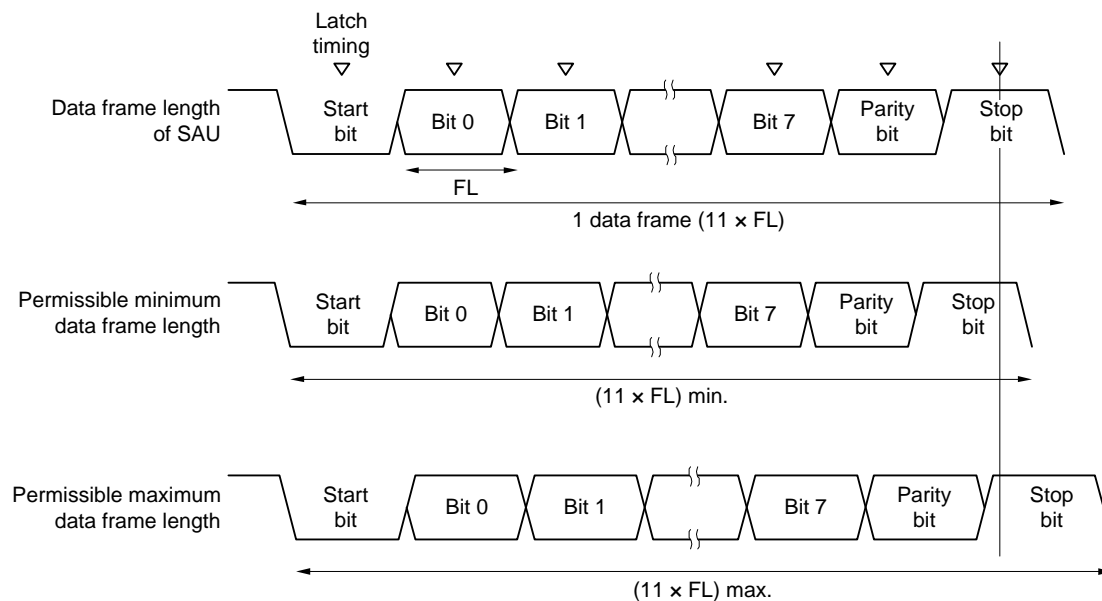 Latch
timing
Data frame length
of SAU
Start
bit
Bit 0
Bit 1
Bit 7
Parity
bit
Stop
bit
FL
1 data frame (11 × FL)
Permissible minimum
data frame length
Start
bit
Bit 0
Bit 1
Bit 7
Parity
bit
Stop
bit
(11 × FL) min.
Permissible maximum
data frame length
Start
bit
Bit 0
Bit 1
Bit 7
Parity
bit
Stop
bit
(11 × FL) max.